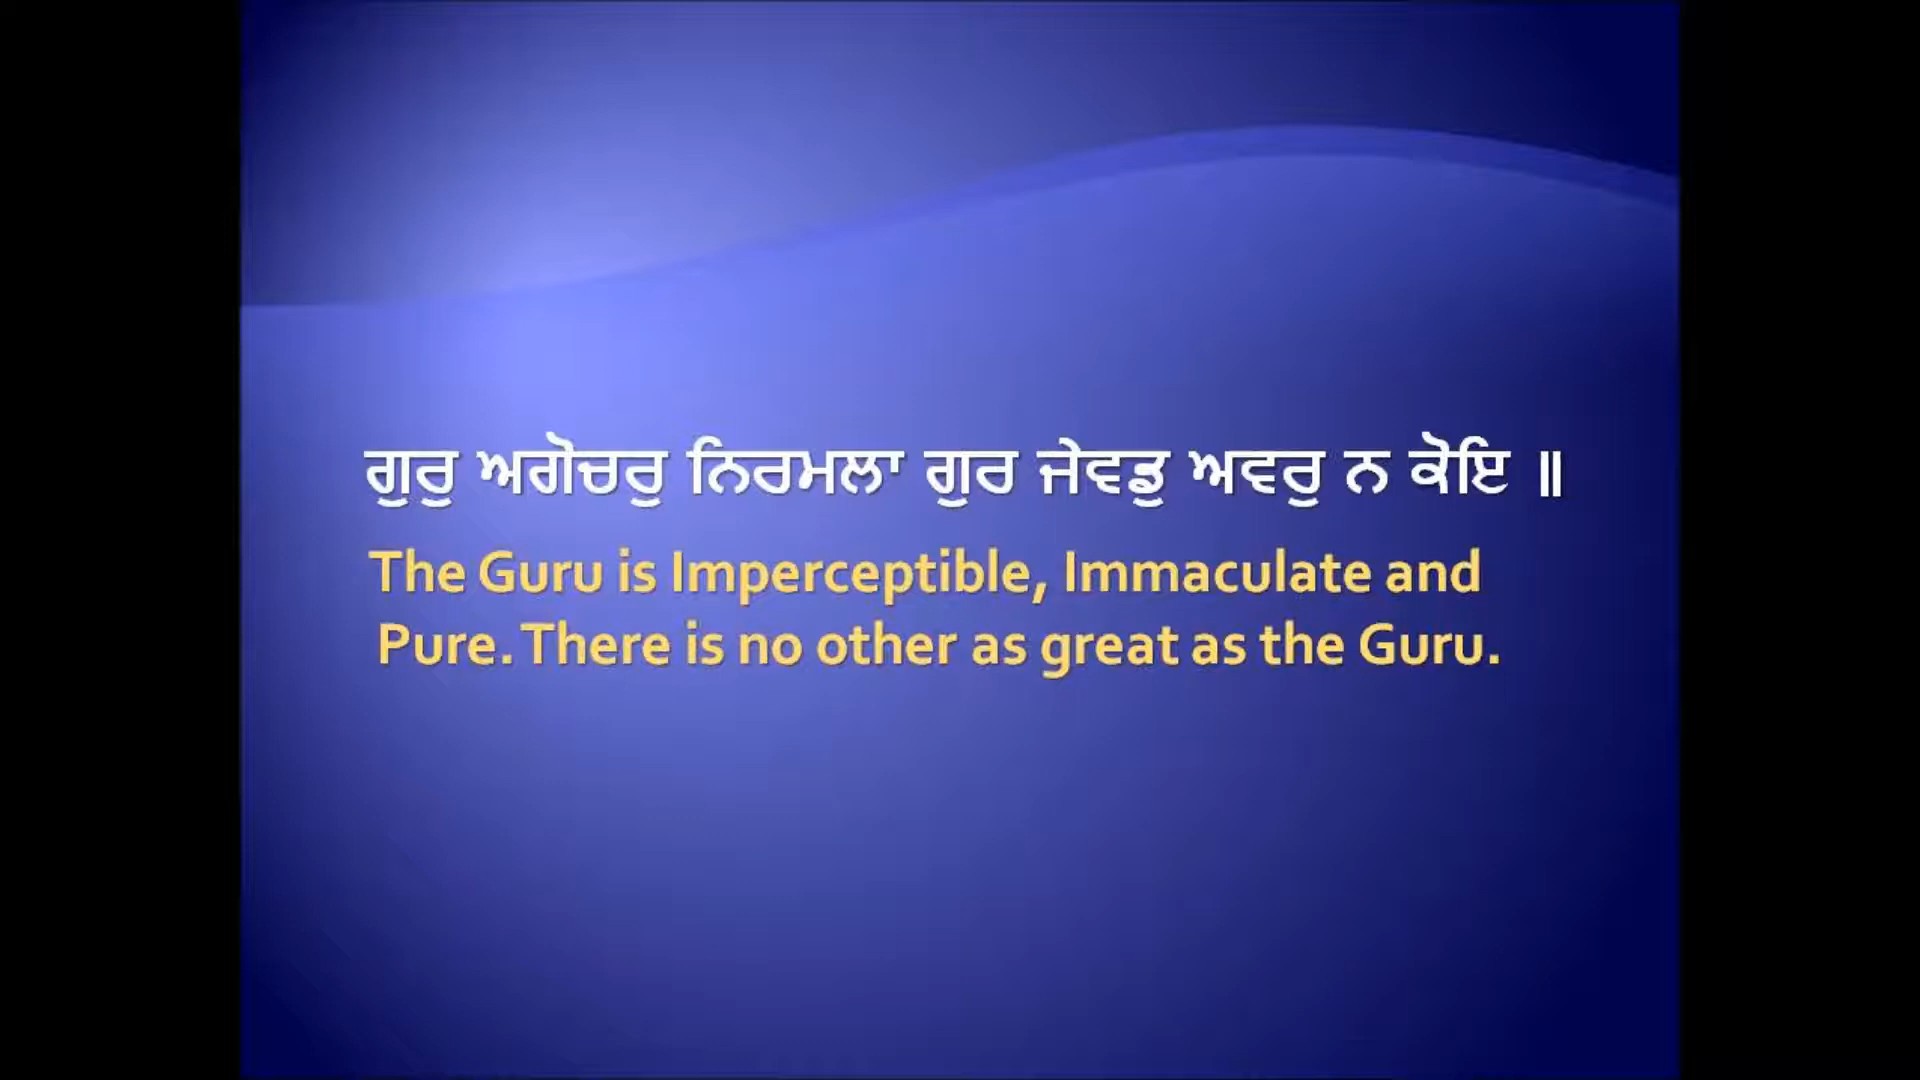 ਗੁਰੁ ਅਗੋਚਰੁ ਨਿਰਮਲਾ ਗੁਰ ਜੇਵਡੁ ਅਵਰੁ ਨ ਕੋਇ ॥
The Guru is Imperceptible, Immaculate and
Pure. There is no other as great as the Guru.